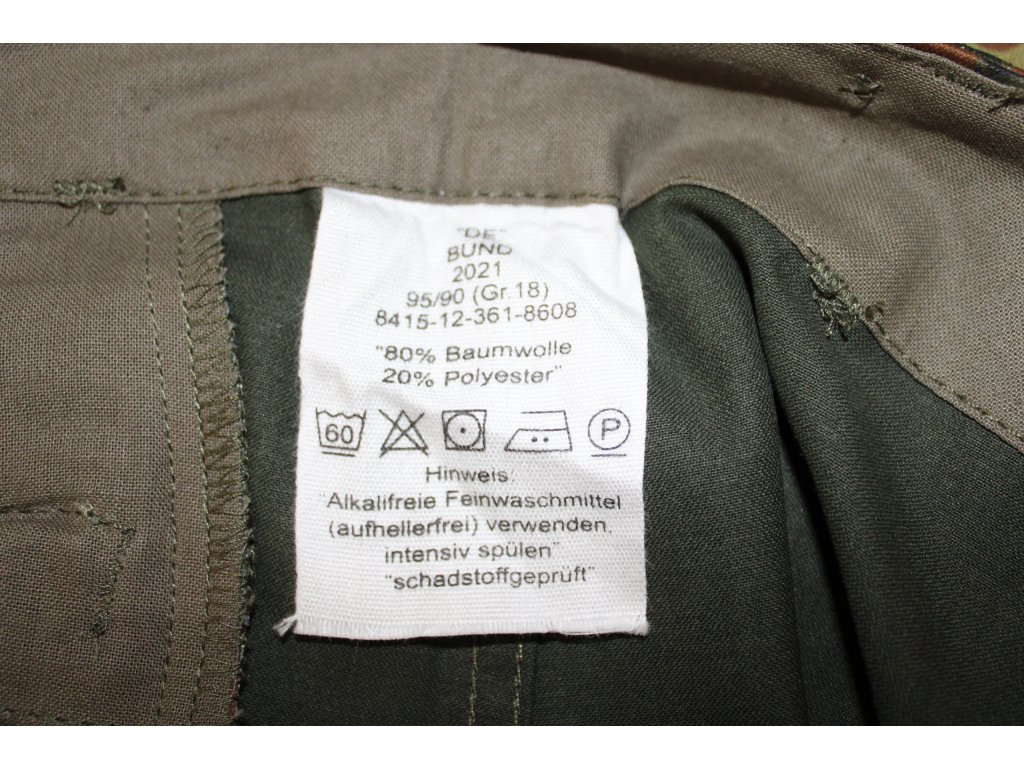 "DE"
BUND
2021
95/90 (Gr.18)
8415-12-361-8608
"80% Baumwolle
20% Polyester"
60 P
Hinweis:
"Alkalifreie Feinwaschmittel
(aufhellerfrei) verwenden,
intensiv spülen"
"schadstoffgeprüft"